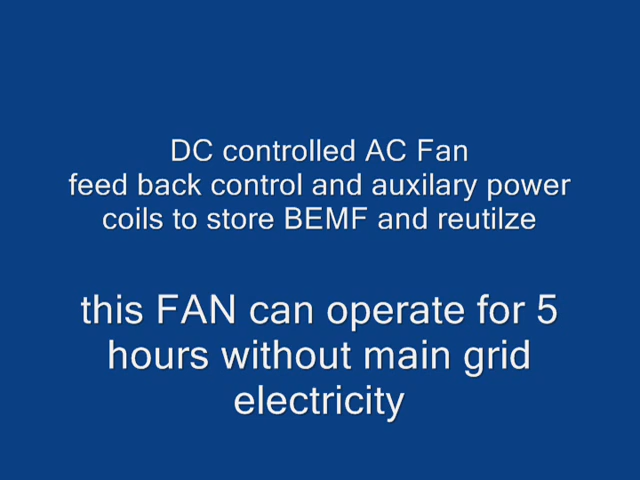 DC controlled AC Fan
feed back control and auxilary power
coils to store BEMF and reutilze
this FAN can operate for 5
hours without main grid
electricity